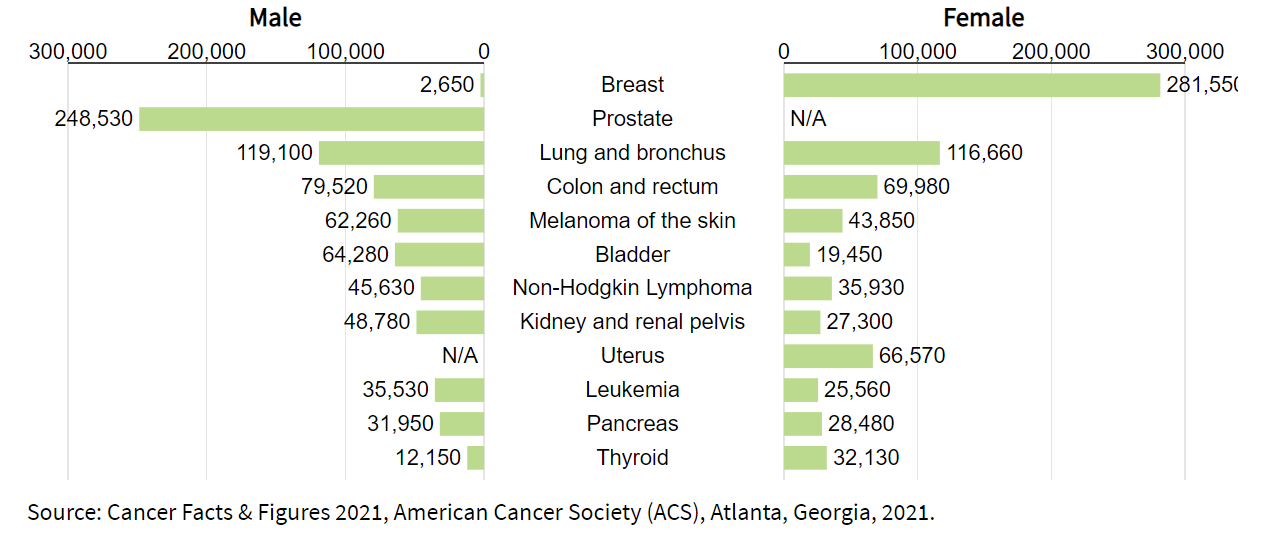 Male Female
300,000 200,000 100,000 0 0 100,000 200,000 300,000
2,650 Breast 281,550
248,530 Prostate N/A
119,100 Lung and bronchus 116,660
79,520 Colon and rectum 69,980
62,260 Melanoma of the skin 43,850
64,280 Bladder 19,450
45,630 Non-Hodgkin Lymphoma 35,930
48,780 Kidney and renal pelvis 27,300
N/A Uterus 66,570
35,530 Leukemia 25,560
31,950 Pancreas 28,480
12,150 Thyroid 32,130
Source: Cancer Facts & Figures 2021, American Cancer Society (ACS), Atlanta, Georgia, 2021.